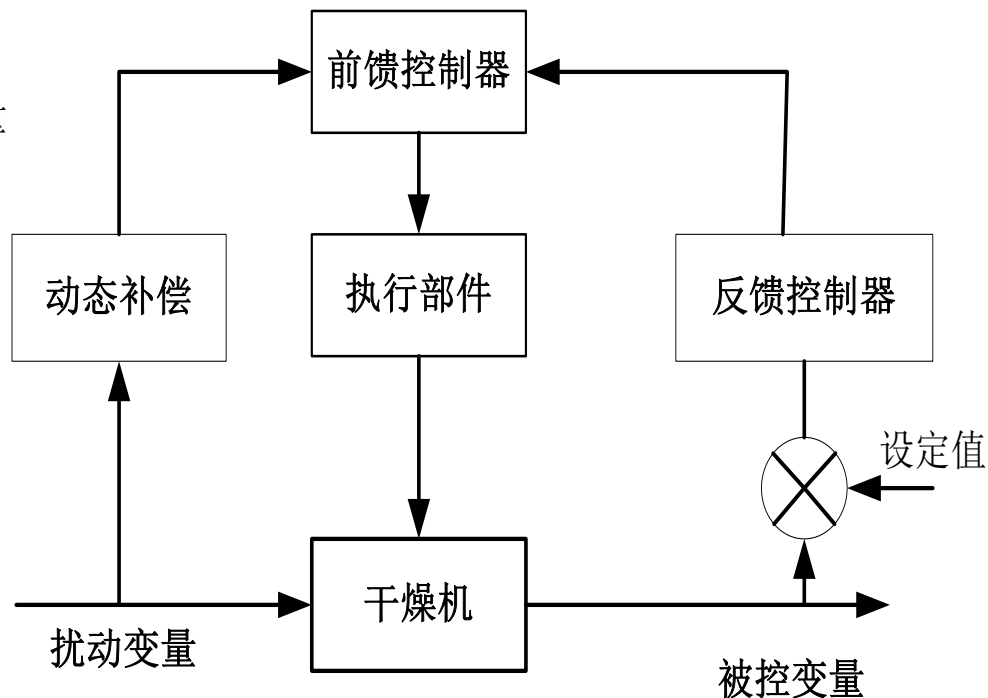 前馈控制器
动态补偿
执行部件
反馈控制器
设定值
干燥机
扰动变量
被控变量